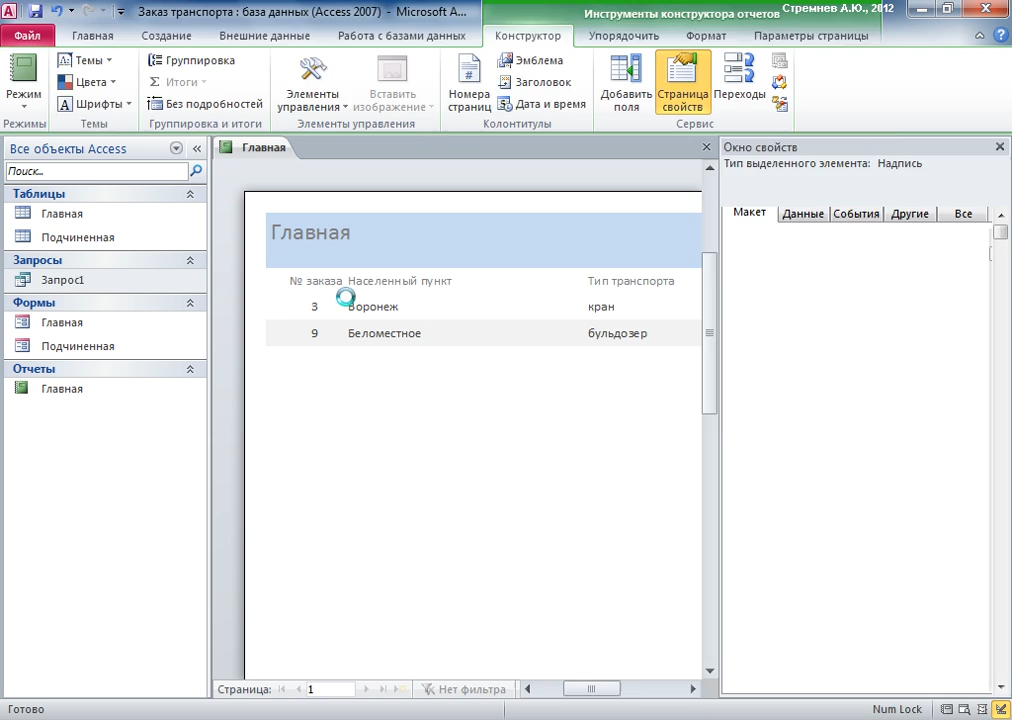 Заказ транспорта : база данных (Access 2007) - Microsoft A...
Инструменты конструктора отчетов
Стремнев А.Ю., 2012
Файл Главная Создание Внешние данные Работа с базами данных Конструктор Упорядочить Формат Параметры страницы
Режим
Режимы
Темы
Цвета
Шрифты
Темы
Группировка
Итоги
Без подробностей
Группировка и итоги
Элементы управления
Вставить изображение
Элементы управления
Номера страниц
Эмблема
Заголовок
Дата и время
Колонтитулы
Добавить поля
Страница свойств
Переходы
Сервис
Все объекты Access
Поиск...
Таблицы
Главная
Подчиненная
Запросы
Запрос1
Формы
Главная
Подчиненная
Отчеты
Главная
Главная
Главная
№ заказа Населенный пункт Тип транспорта
3 Воронеж кран
9 Беломестное бульдозер
Страница: 1 Нет фильтра
Окно свойств
Тип выделенного элемента: Надпись
Макет Данные События Другие Все
Готово
Num Lock